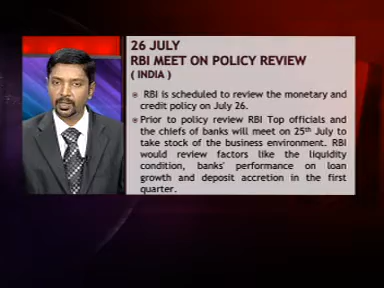 26 JULY
RBI MEET ON POLICY REVIEW
( INDIA )
RBI is scheduled to review the monetary and
credit policy on July 26.
Prior to policy review RBI Top officials and
the chiefs of banks will meet on 25th July to
take stock of the business environment. RBI
would review factors like the liquidity
condition, banks' performance on loan
growth and deposit accretion in the first
quarter.